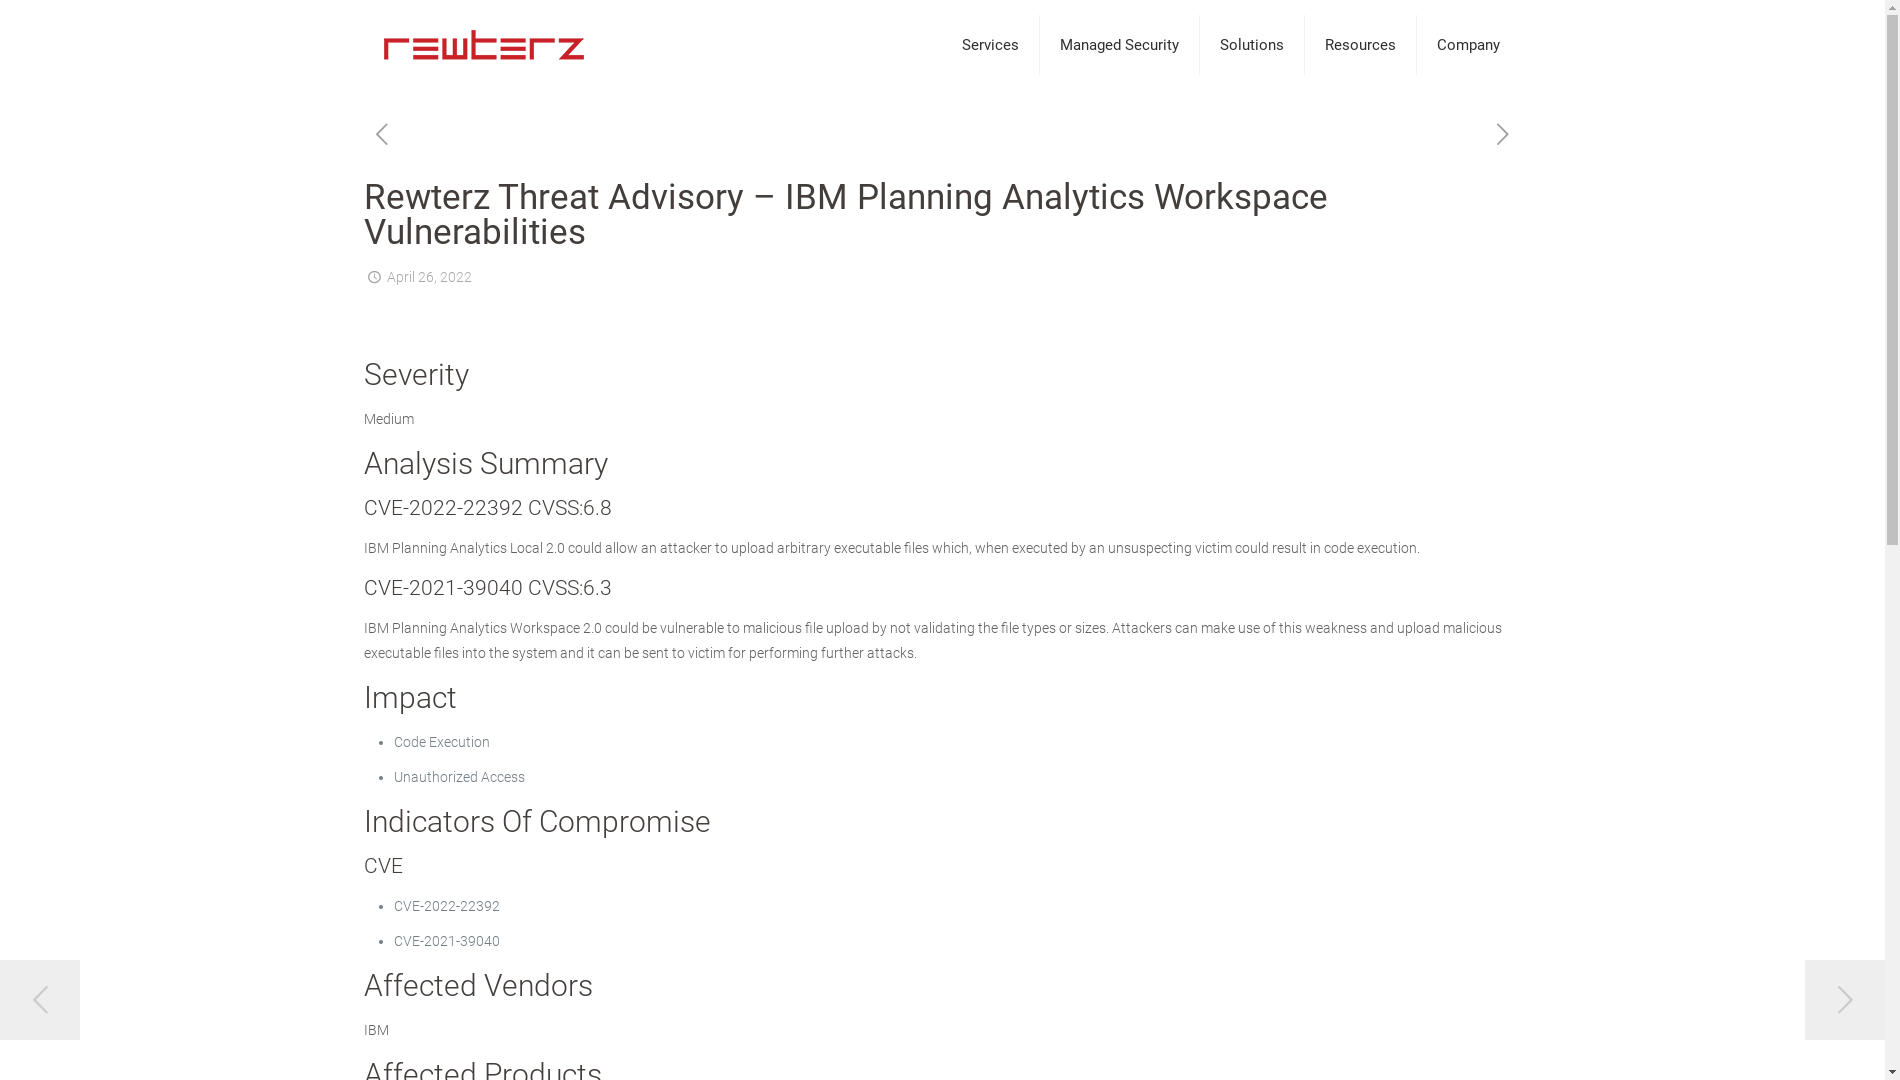 rewterz
Services
Managed Security
Solutions
Resources
Company
Rewterz Threat Advisory – IBM Planning Analytics Workspace
Vulnerabilities
April 26, 2022
Severity
Medium
Analysis Summary
CVE-2022-22392 CVSS:6.8
IBM Planning Analytics Local 2.0 could allow an attacker to upload arbitrary executable files which, when executed by an unsuspecting victim could result in code execution.
CVE-2021-39040 CVSS:6.3
IBM Planning Analytics Workspace 2.0 could be vulnerable to malicious file upload by not validating the file types or sizes. Attackers can make use of this weakness and upload malicious
executable files into the system and it can be sent to victim for performing further attacks.
Impact
• Code Execution
• Unauthorized Access
Indicators Of Compromise
CVE
• CVE-2022-22392
• CVE-2021-39040
Affected Vendors
IBM
Affected Products